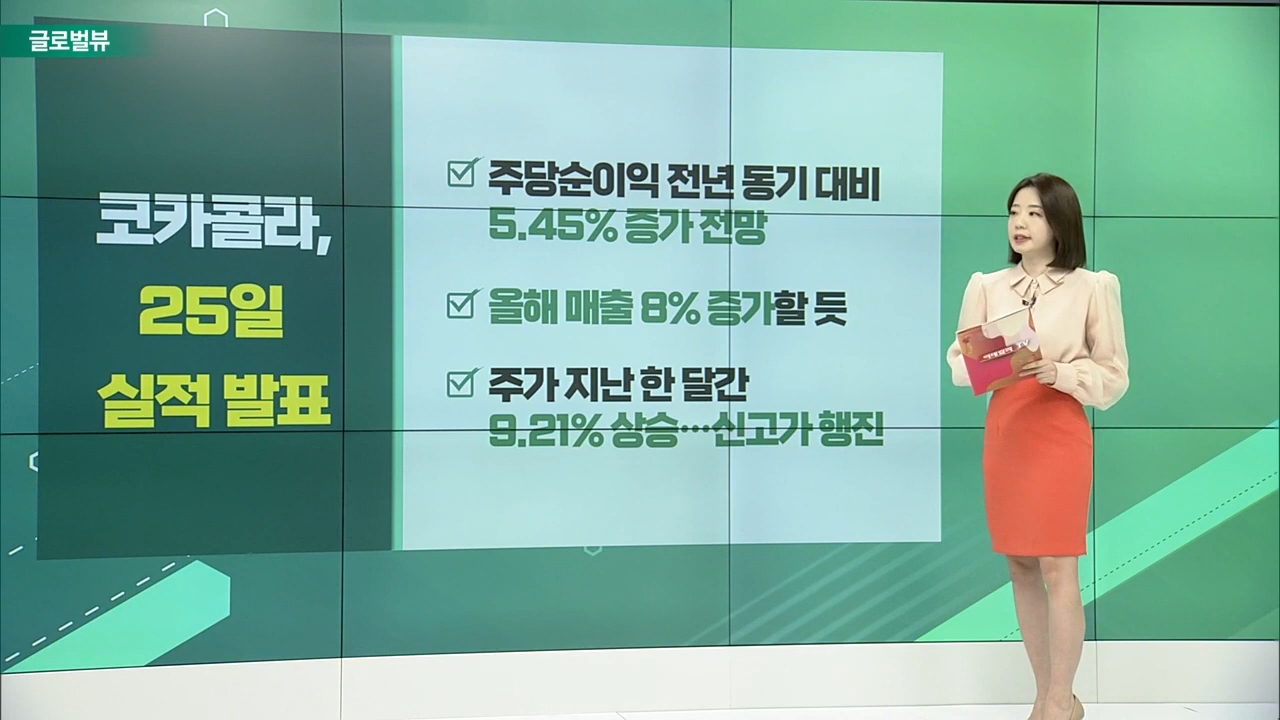 글로벌뷰
코카콜라,
25일
실적 발표
주당순이익 전년 동기 대비
5.45% 증가 전망
올해 매출 8% 증가할 듯
주가 지난 한 달간
9.21% 상승…신고가 행진